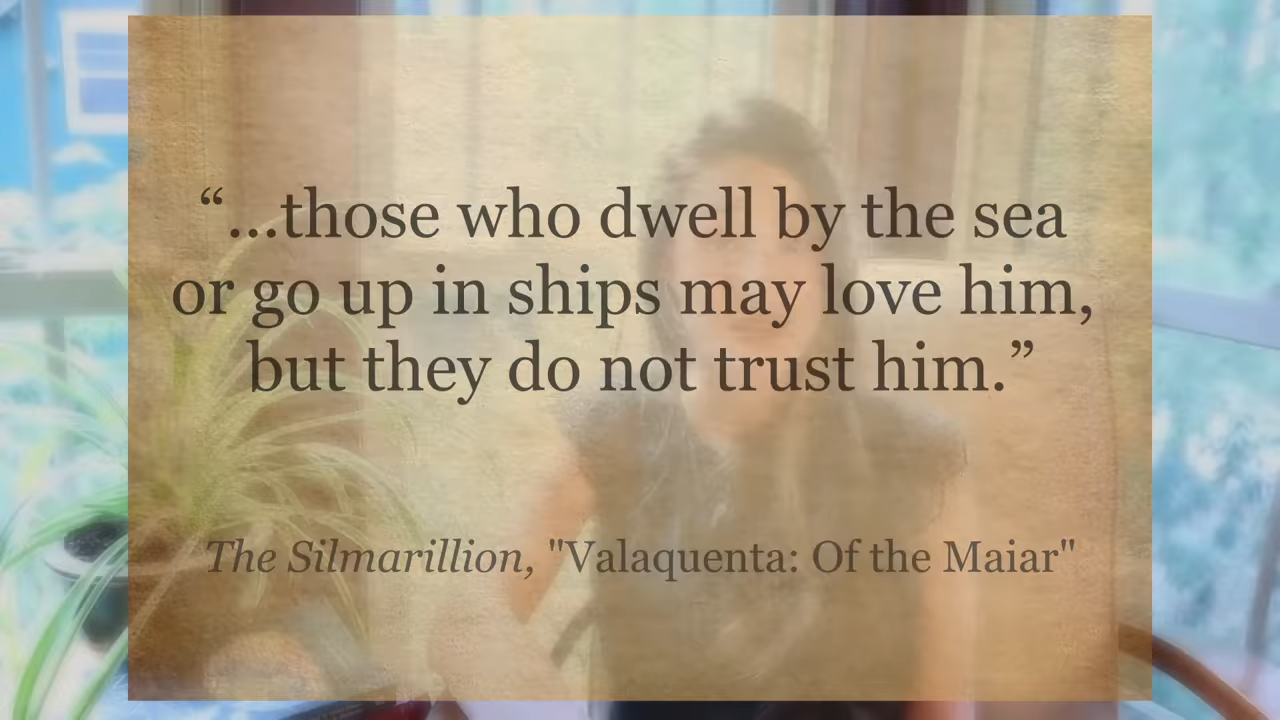 “...those who dwell by the sea
or go up in ships may love him,
but they do not trust him.”
The Silmarillion, "Valaquenta: Of the Maiar"